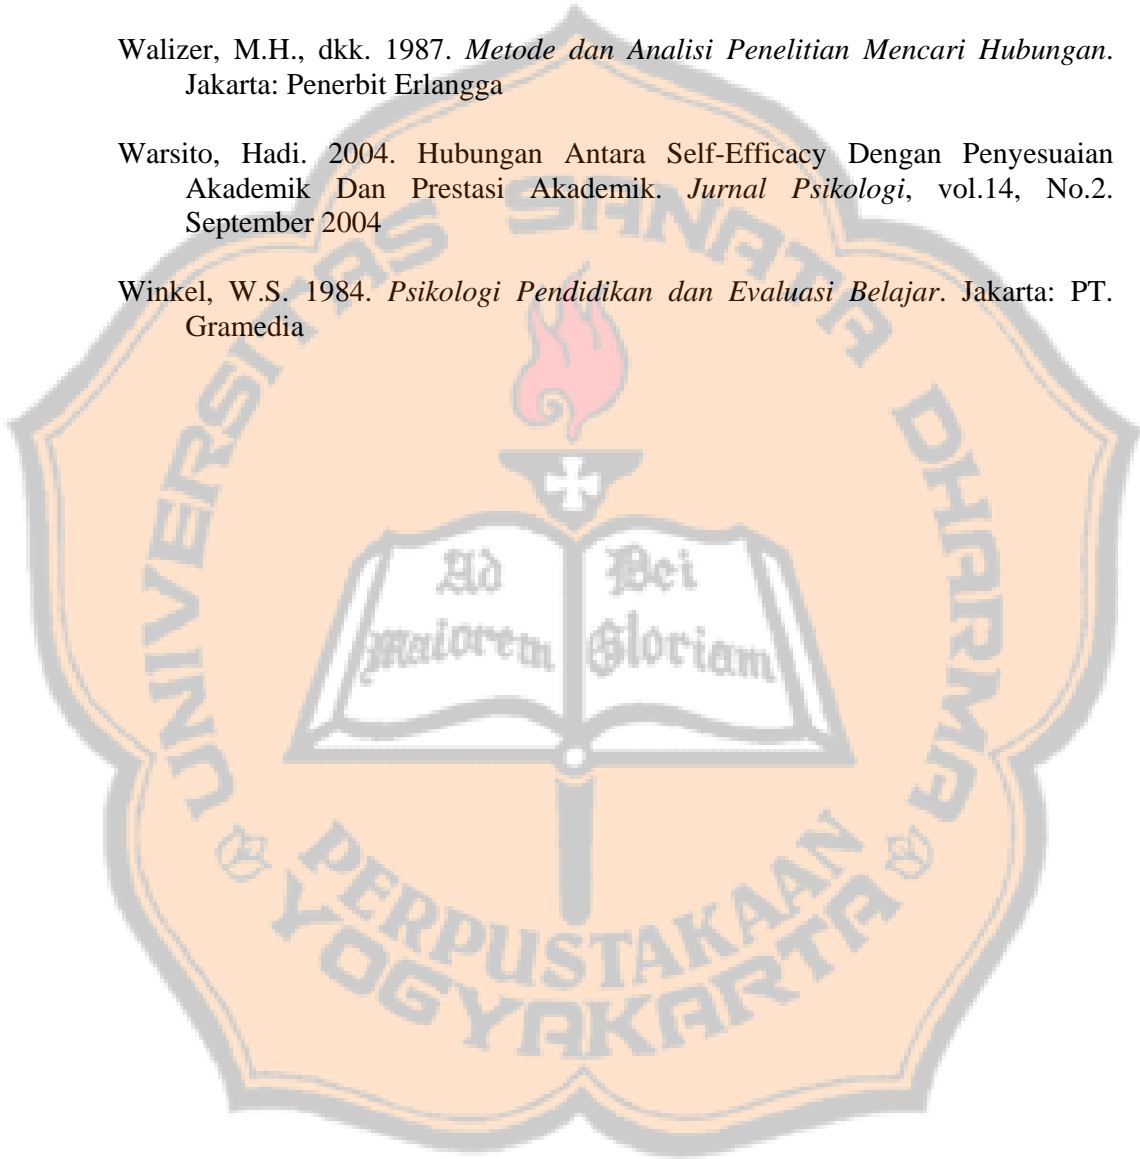 Walizer, M.H., dkk. 1987. Metode dan Analisi Penelitian Mencari Hubungan.
Jakarta: Penerbit Erlangga
Warsito, Hadi. 2004. Hubungan Antara Self-Efficacy Dengan Penyesuaian
Akademik Dan Prestasi Akademik. Jurnal Psikologi, vol.14, No.2.
September 2004
Winkel, W.S. 1984. Psikologi Pendidikan dan Evaluasi Belajar. Jakarta: PT.
Gramedia
UNIVERSITAS SANATA DHARMA
Ad Dei
maiorem Gloriam
PERPUSTAKAAN
YOGYAKARTA